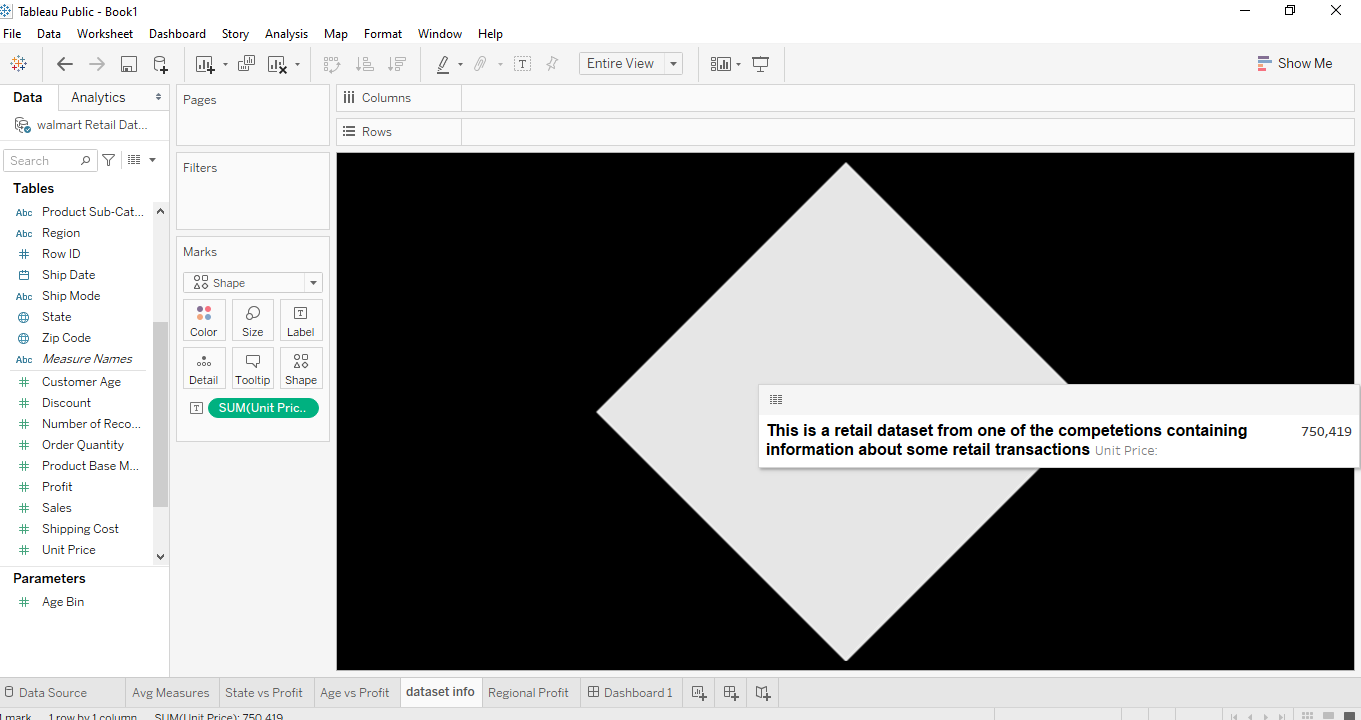 Tableau Public - Book1
File Data Worksheet Dashboard Story Analysis Map Format Window Help
Entire View
Show Me
Data Analytics
walmart Retail Dat...
Search
Tables
Abc Product Sub-Cat...
Abc Region
Row ID
Ship Date
Abc Ship Mode
State
Zip Code
Abc Measure Names
Customer Age
Discount
Number of Reco...
Order Quantity
Product Base M...
Profit
Sales
Shipping Cost
Unit Price
Parameters
Age Bin
Pages
Filters
Marks
Shape
Color Size Label
Detail Tooltip Shape
SUM(Unit Pric..
Columns
Rows
This is a retail dataset from one of the competetions containing 750,419
information about some retail transactions Unit Price:
Data Source Avg Measures State vs Profit Age vs Profit dataset info Regional Profit Dashboard 1
1 mark 1 row by 1 column SUM(Unit Price): 750,419